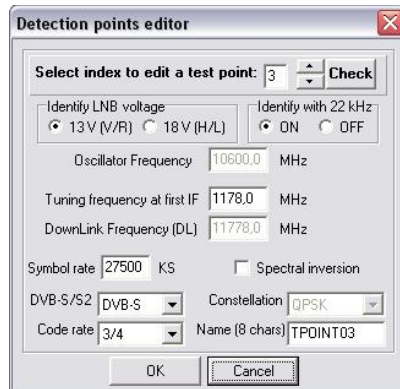 Detection points editor
Select index to edit a test point: 3 Check
Identify LNB voltage Identify with 22 kHz
13 V (V/R) 18 V (H/L) ON OFF
Oscillator Frequency 10600,0 MHz
Tuning frequency at first IF 1178,0 MHz
DownLink Frequency (DL) 11778,0 MHz
Symbol rate 27500 KS Spectral inversion
DVB-S/S2 DVB-S Constellation QPSK
Code rate 3/4 Name (8 chars) TPOINT03
OK Cancel